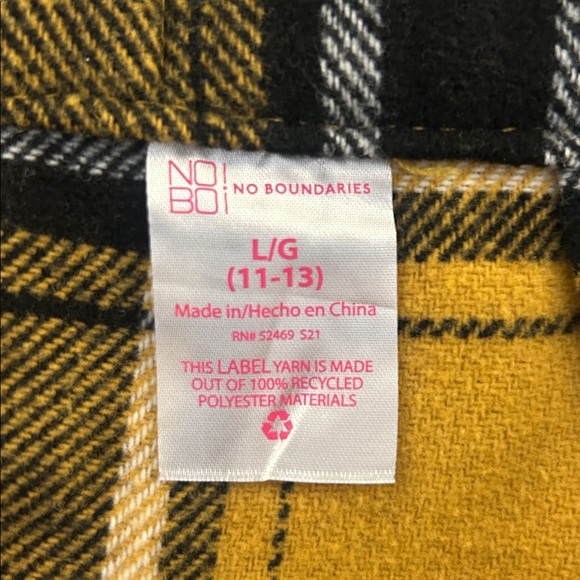 NO
BO
NO BOUNDARIES
L/G
(11-13)
Made in/Hecho en China
RN# 52469 S21
THIS LABEL YARN IS MADE
OUT OF 100% RECYCLED
POLYESTER MATERIALS